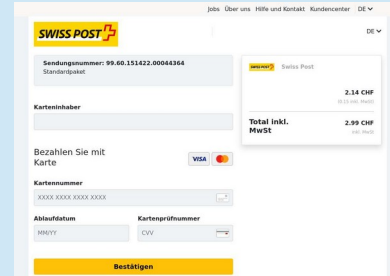 Jobs Über uns Hilfe und Kontakt Kundencenter DE
SWISS POST
DE
Sendungsnummer: 99.60.151422.00044364
Standardpaket
SWISS POST Swiss Post
2.14 CHF
Karteninhaber
Total inkl. MwSt
2.99 CHF
inkl. MwSt
Bezahlen Sie mit Karte
VISA
Kartennummer
XXXX XXXX XXXX XXXX
Ablaufdatum Kartenprüfnummer
MM/YY CVV
Bestätigen